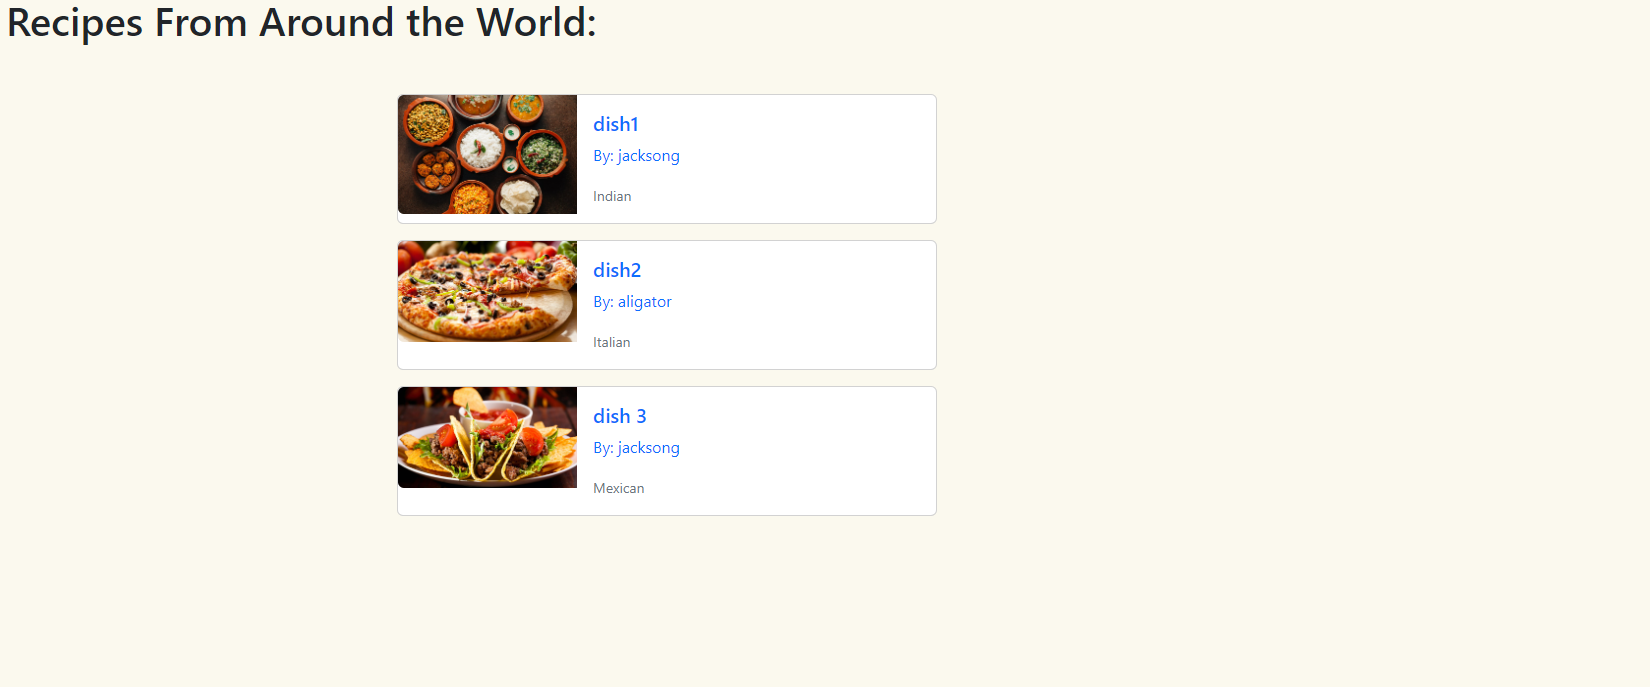 Recipes From Around the World:
dish1
By: jacksong
Indian
dish2
By: aligator
Italian
dish 3
By: jacksong
Mexican